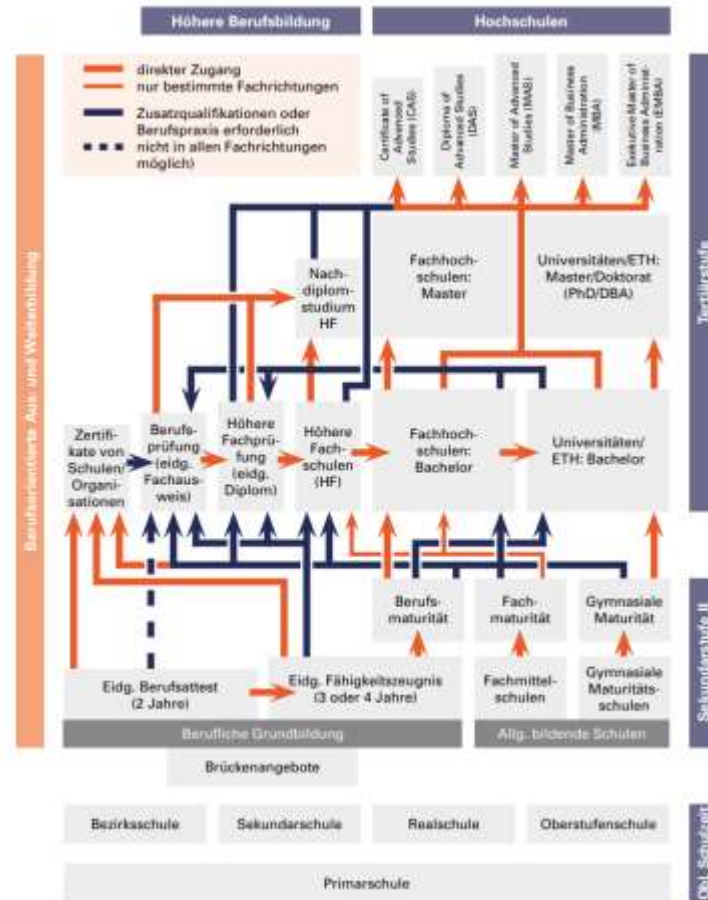 Höhere Berufsbildung
Hochschulen
direkter Zugang
nur bestimmte Fachrichtungen
Zusatzqualifikationen oder
Berufspraxis erforderlich
nicht in allen Fachrichtungen
möglich)
Certificate of
Advanced
Studies (CAS)
Diploma of
Advanced Studies
(DAS)
Master of Advanced
Studies (MAS)
Master of Business
Administration
(MBA)
Executive Master of
Business Administ-
ration (EMBA)
Berufsorientierte Aus- und Weiterbildung
Tertiärstufe
Nach-
diplom-
studium
HF
Fachhoch-
schulen:
Master
Universitäten/ETH:
Master/Doktorat
(PhD/DBA)
Zertifi-
kate von
Schulen/
Organi-
sationen
Berufs-
prüfung
(eidg.
Fachaus-
weis)
Höhere
Fachprü-
fung
(eidg.
Diplom)
Höhere
Fach-
schulen
(HF)
Fachhoch-
schulen:
Bachelor
Universitäten/
ETH: Bachelor
Sekundarstufe II
Berufs-
maturität
Fach-
maturität
Gymnasiale
Maturität
Eidg. Berufsattest
(2 Jahre)
Eidg. Fähigkeitszeugnis
(3 oder 4 Jahre)
Fachmittel-
schulen
Gymnasiale
Maturitäts-
schulen
Berufliche Grundbildung
Allg. bildende Schulen
Brückenangebote
Bezirksschule
Sekundarschule
Realschule
Oberstufenschule
Primarschule
Obl. Schulzeit